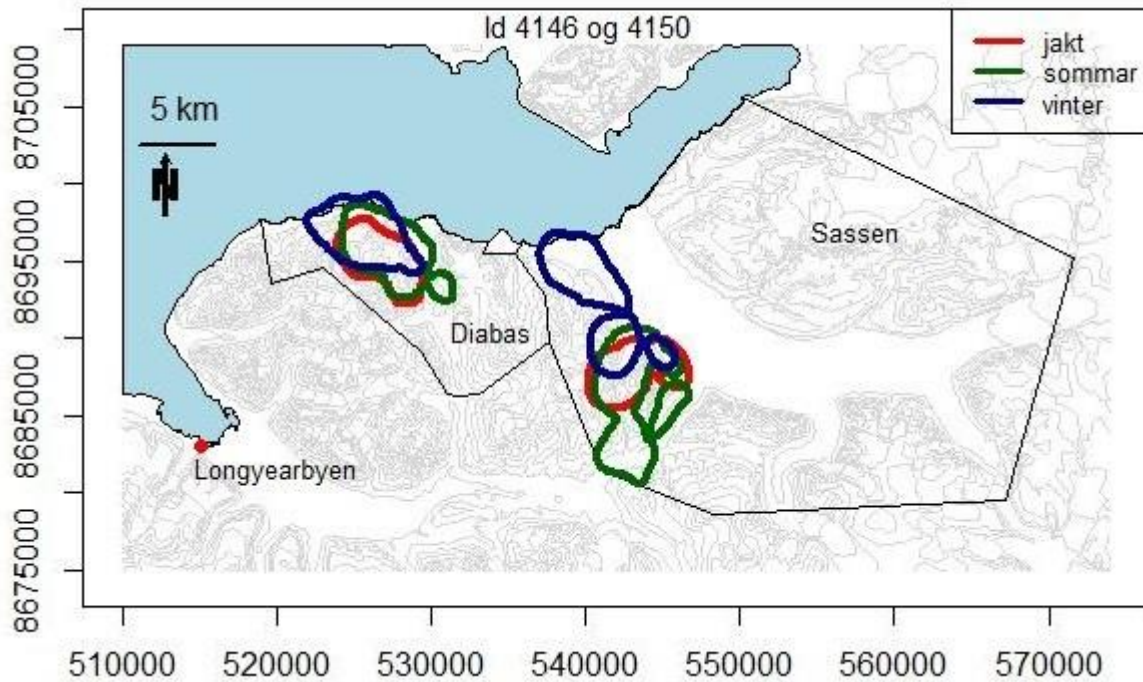 Id 4146 og 4150
jakt
sommar
vinter
5 km
N
Sassen
Diabas
Longyearbyen
8705000
8695000
8685000
8675000
510000 520000 530000 540000 550000 560000 570000